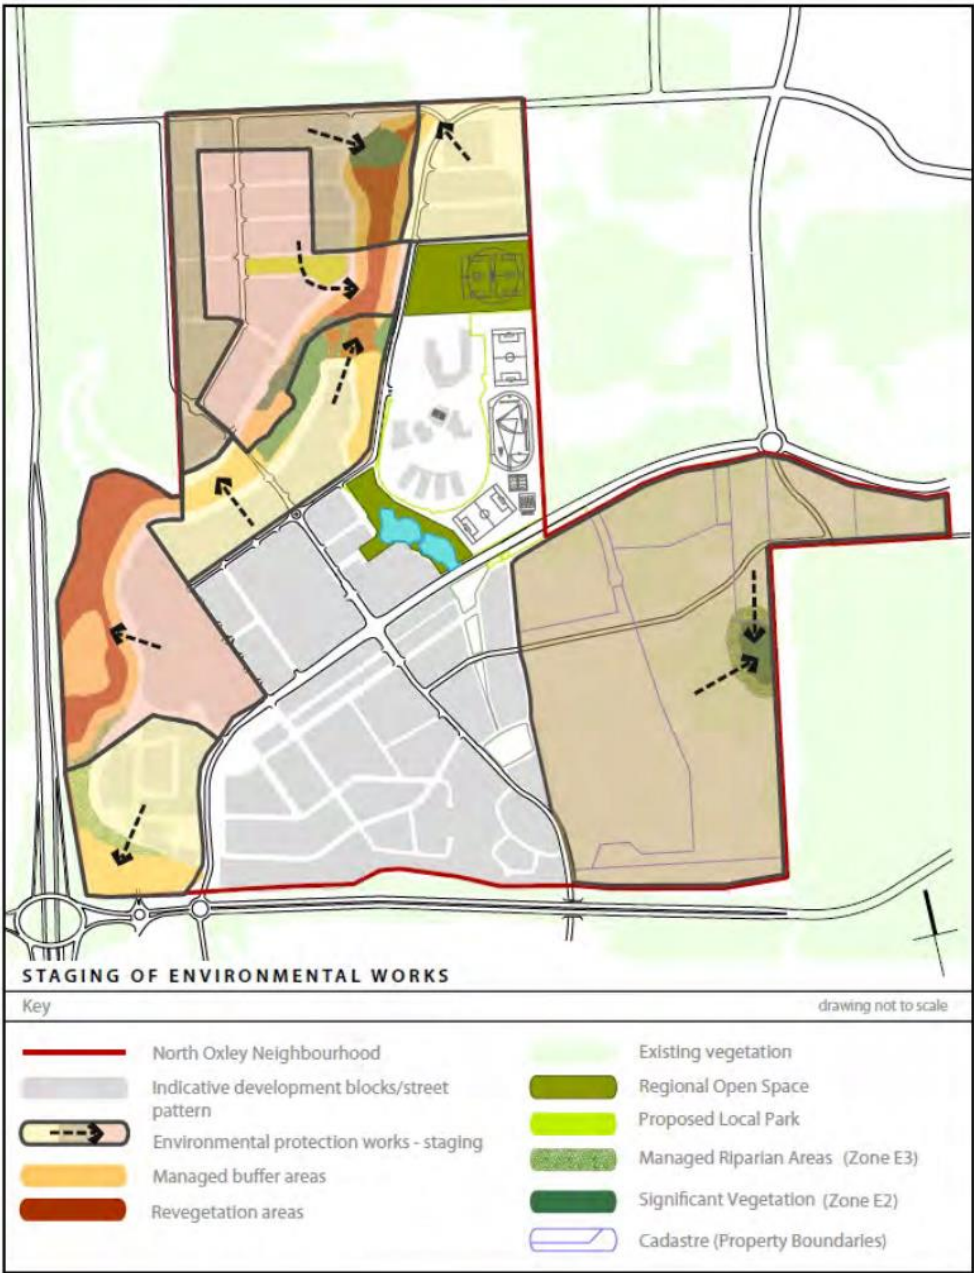 STAGING OF ENVIRONMENTAL WORKS
Key
drawing not to scale
North Oxley Neighbourhood
Indicative development blocks/street
pattern
Environmental protection works - staging
Managed buffer areas
Revegetation areas
Existing vegetation
Regional Open Space
Proposed Local Park
Managed Riparian Areas (Zone E3)
Significant Vegetation (Zone E2)
Cadastre (Property Boundaries)